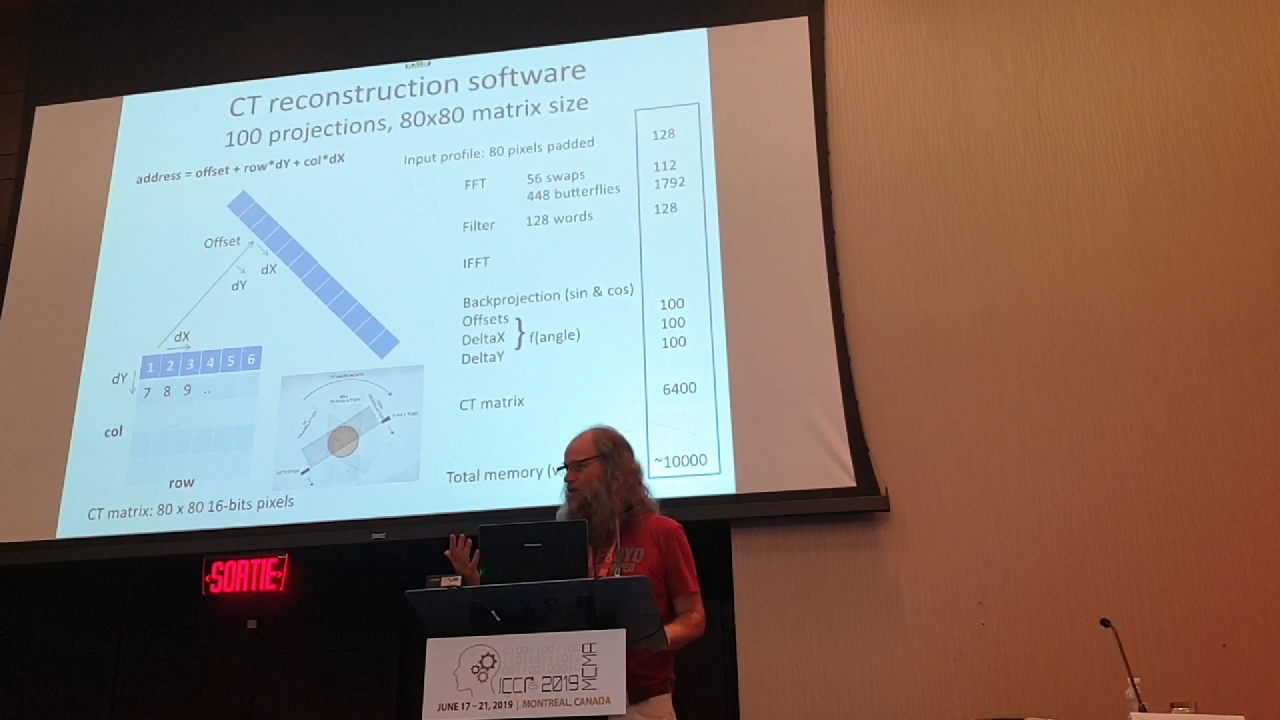 CT reconstruction software
100 projections, 80x80 matrix size
address = offset + row*dY + col*dX
Offset
dX
dY
dX
dY
1 2 3 4 5 6
7 8 9 ..
col
row
CT matrix: 80 x 80 16-bits pixels
Input profile: 80 pixels padded 128
FFT 56 swaps 112
448 butterflies 1792
Filter 128 words 128
IFFT
Backprojection (sin & cos)
Offsets 100
DeltaX } f(angle) 100
DeltaY 100
CT matrix 6400
Total memory ( ~10000
SORTIE
ICCR 2019
MCMA
JUNE 17 – 21, 2019 | MONTREAL, CANADA